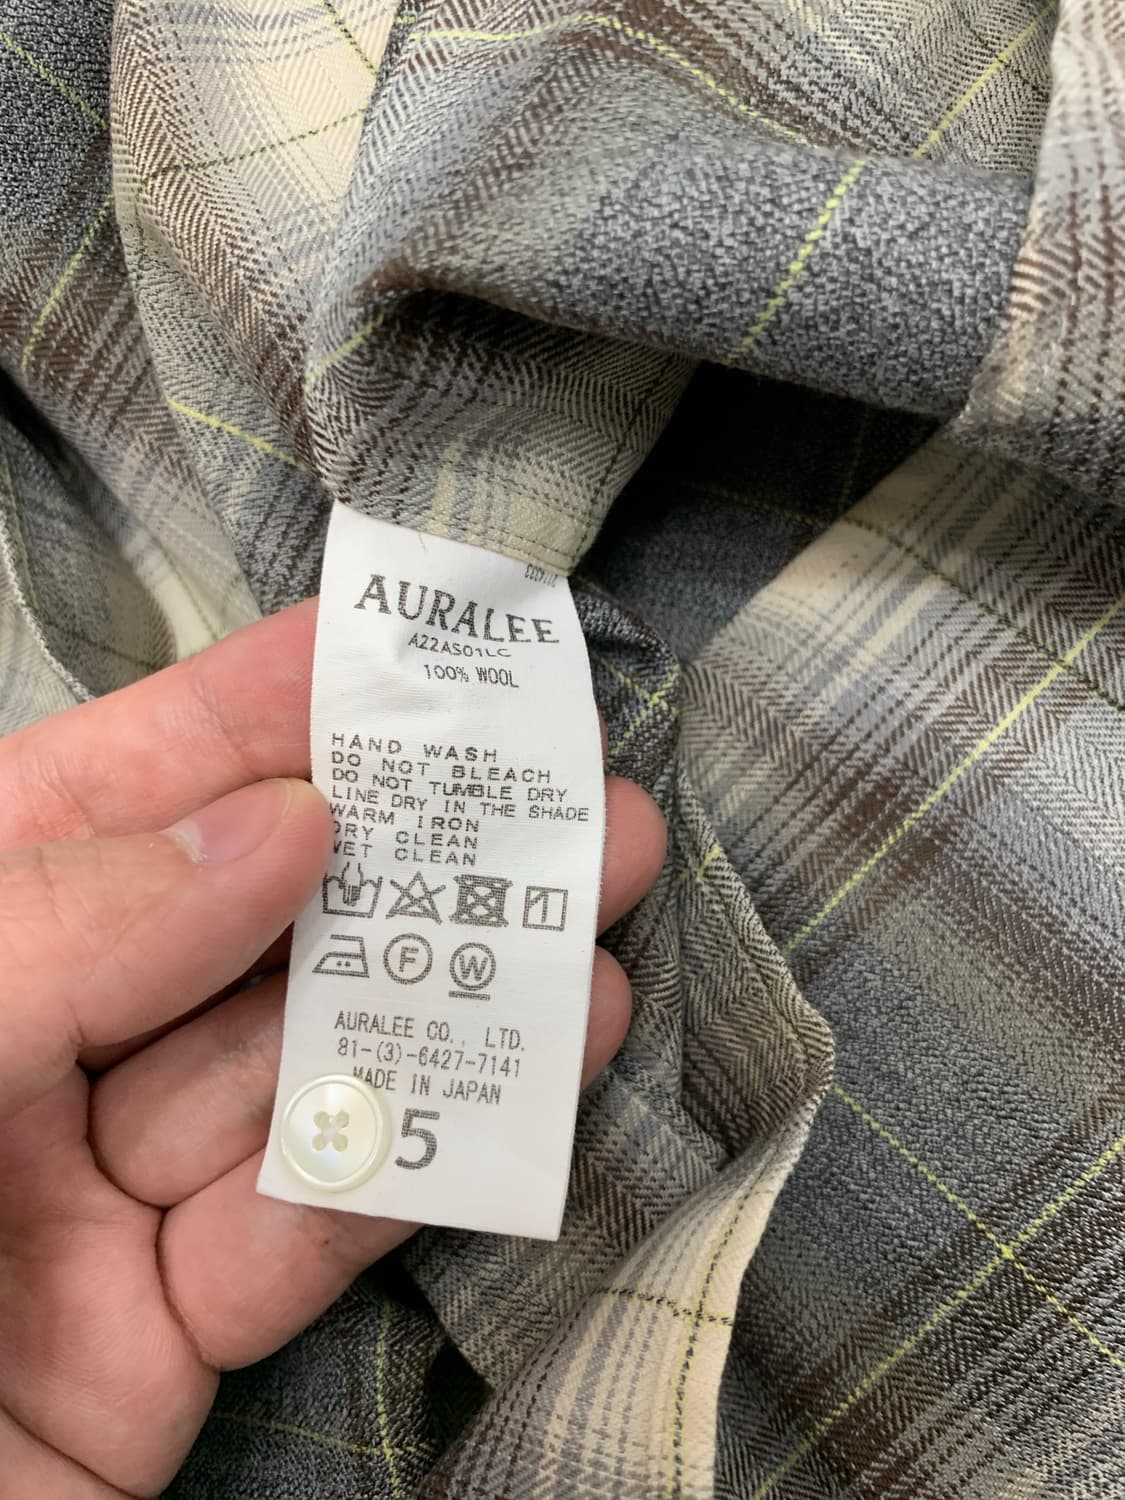 AURALEE
A22AS01LC
100% WOOL
HAND WASH
DO NOT BLEACH
DO NOT TUMBLE DRY
LINE DRY IN THE SHADE
WARM IRON
DRY CLEAN
WET CLEAN
F W
AURALEE CO., LTD.
81-(3)-6427-7141
MADE IN JAPAN
5